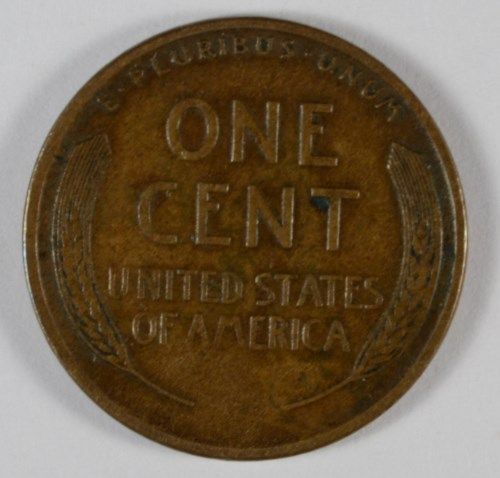 E·PLURIBUS·UNUM
ONE
CENT
UNITED STATES
OF AMERICA